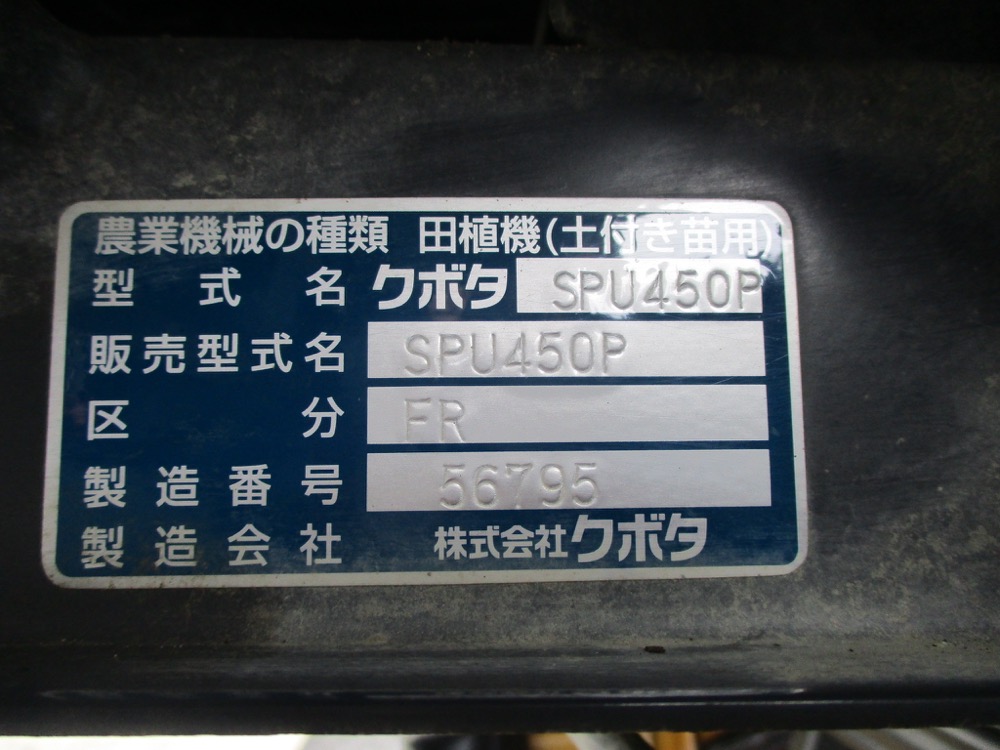 農業機械の種類 田植機(土付き苗用)
型式名 クボタ SPU450P
販売型式名 SPU450P
区分 FR
製造番号 56795
製造会社 株式会社クボタ